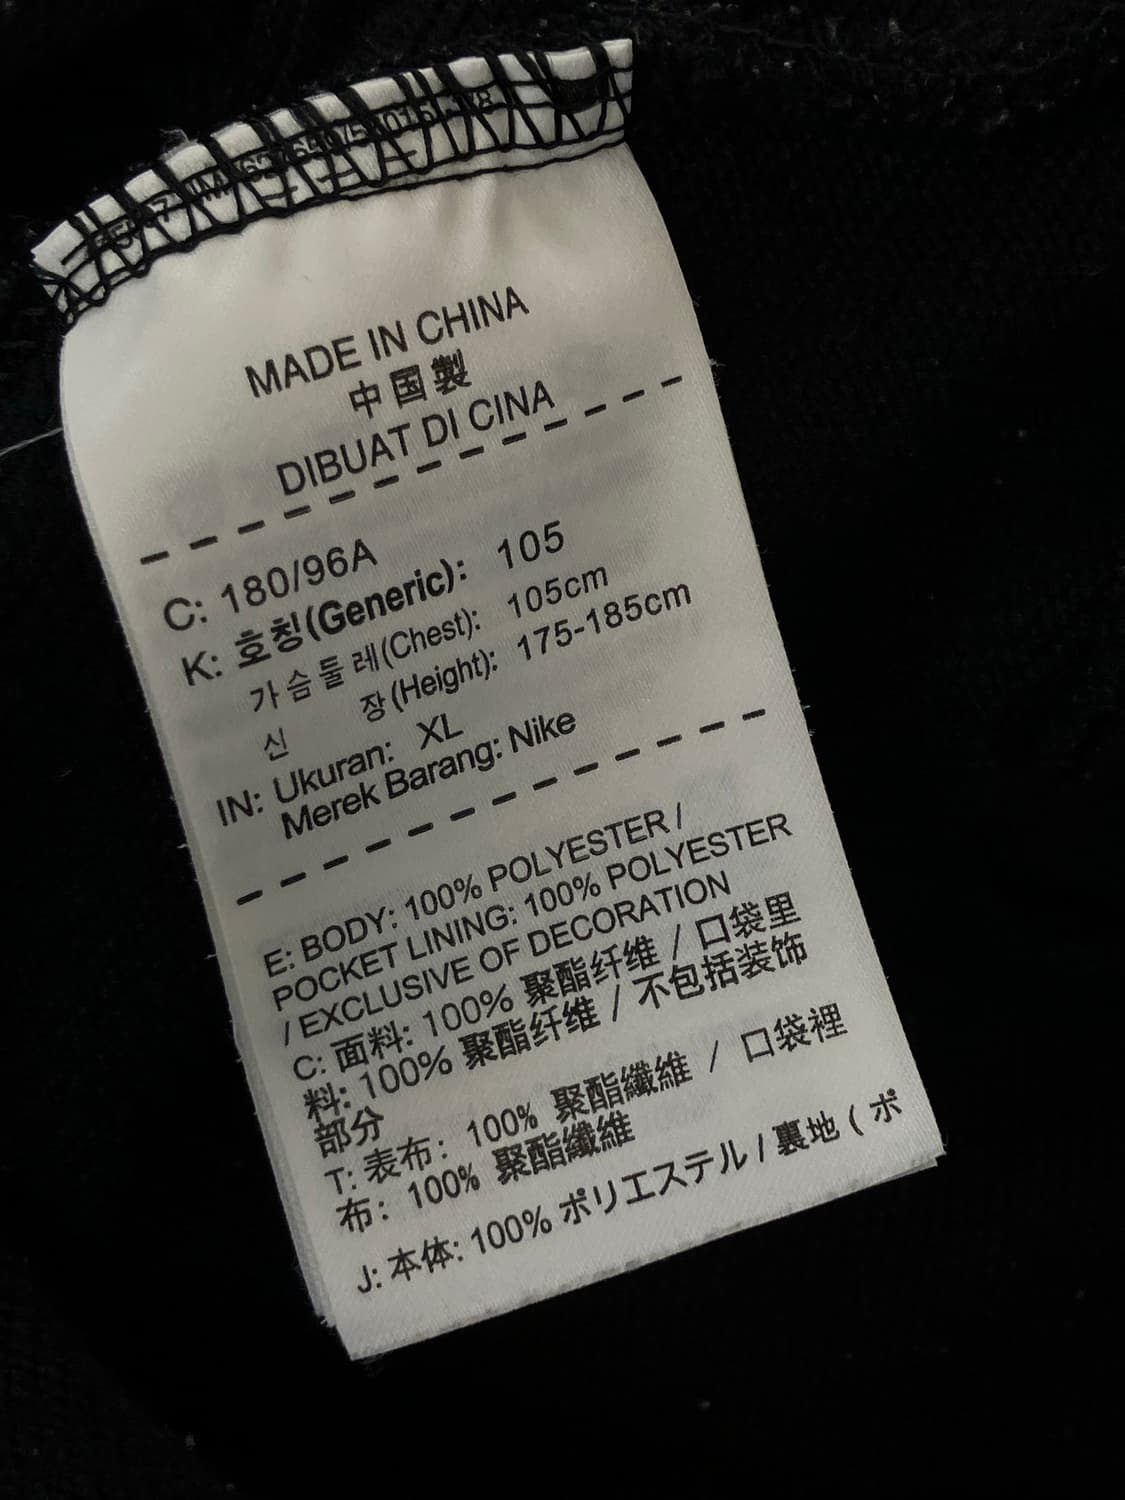 MADE IN CHINA
中国製
DIBUAT DI CINA
C: 180/96A
K: 호칭(Generic): 105
가슴둘레(Chest): 105cm
신 장(Height): 175-185cm
IN: Ukuran: XL
Merek Barang: Nike
E: BODY: 100% POLYESTER /
POCKET LINING: 100% POLYESTER
/ EXCLUSIVE OF DECORATION
C: 面料: 100% 聚酯纤维 / 口袋里
料: 100% 聚酯纤维 / 不包括装饰
部分
T: 表布: 100% 聚酯纖維 / 口袋裡
布: 100% 聚酯纖維
J: 本体: 100% ポリエステル / 裏地 ( ポ